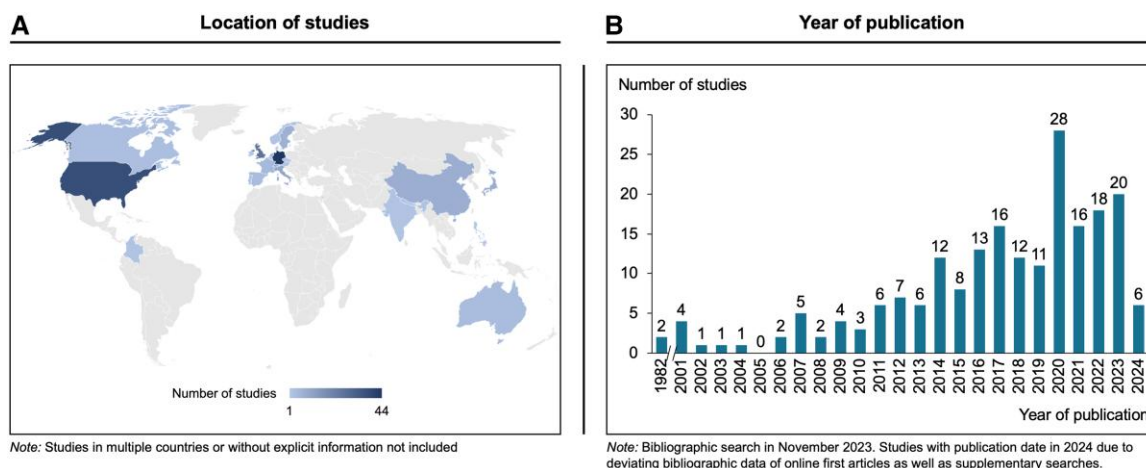 A Location of studies
Number of studies
1 44
Note: Studies in multiple countries or without explicit information not included
B Year of publication
Number of studies
30
25
20
15
10
5
0
2 4 1 1 1 0 2 5 2 4 3 6 7 6 12 8 13 16 12 11 28 16 18 20 6
1982 2001 2002 2003 2004 2005 2006 2007 2008 2009 2010 2011 2012 2013 2014 2015 2016 2017 2018 2019 2020 2021 2022 2023 2024
Year of publication
Note: Bibliographic search in November 2023. Studies with publication date in 2024 due to
deviating bibliographic data of online first articles as well as supplementary searches.